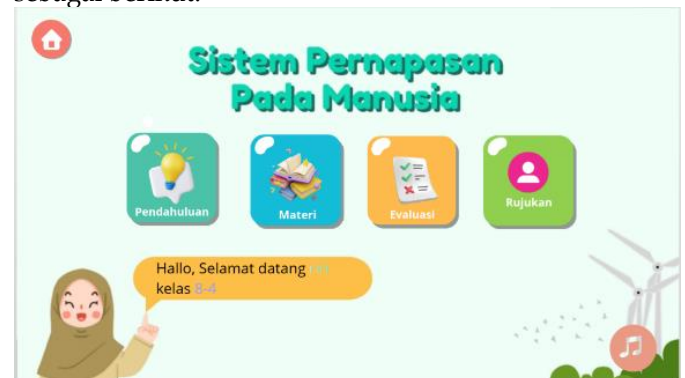 Sistem Pernapasan
Pada Manusia
Pendahuluan
Materi
Evaluasi
Rujukan
Hallo, Selamat datang
kelas 8-4